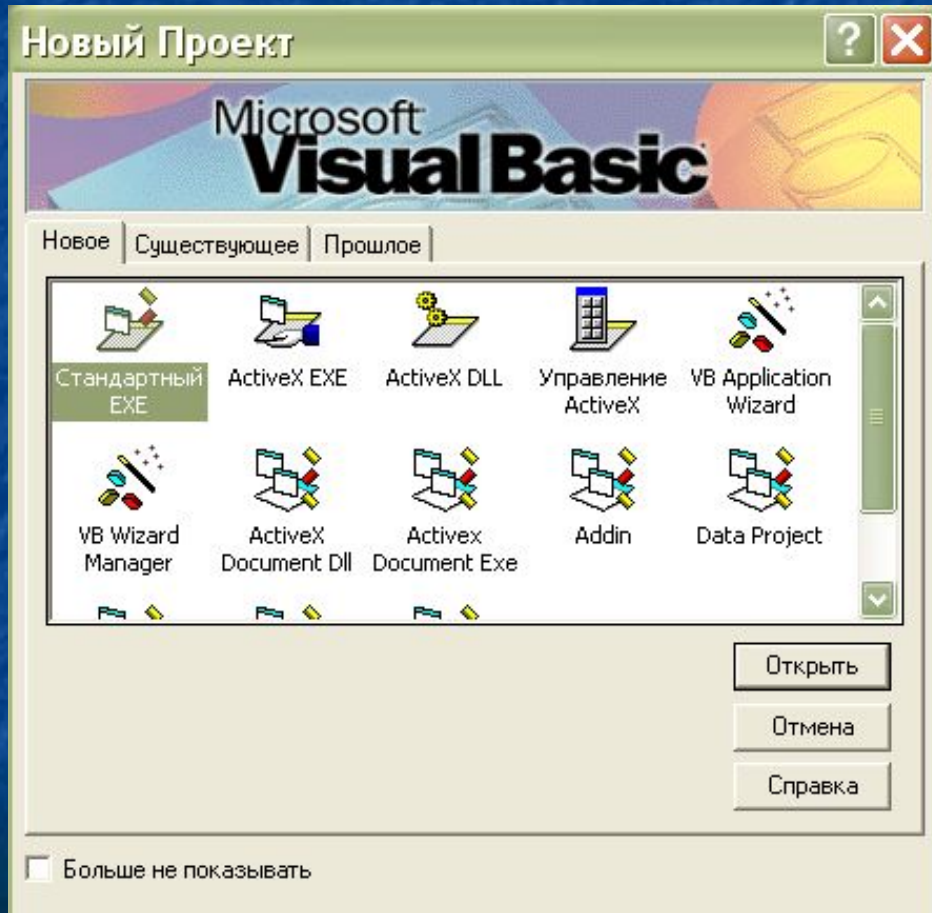 Новый Проект
Microsoft
Visual Basic
Новое Существующее Прошлое
Стандартный EXE
ActiveX EXE
ActiveX DLL
Управление ActiveX
VB Application Wizard
VB Wizard Manager
ActiveX Document Dll
Activex Document Exe
Addin
Data Project
Открыть
Отмена
Справка
Больше не показывать